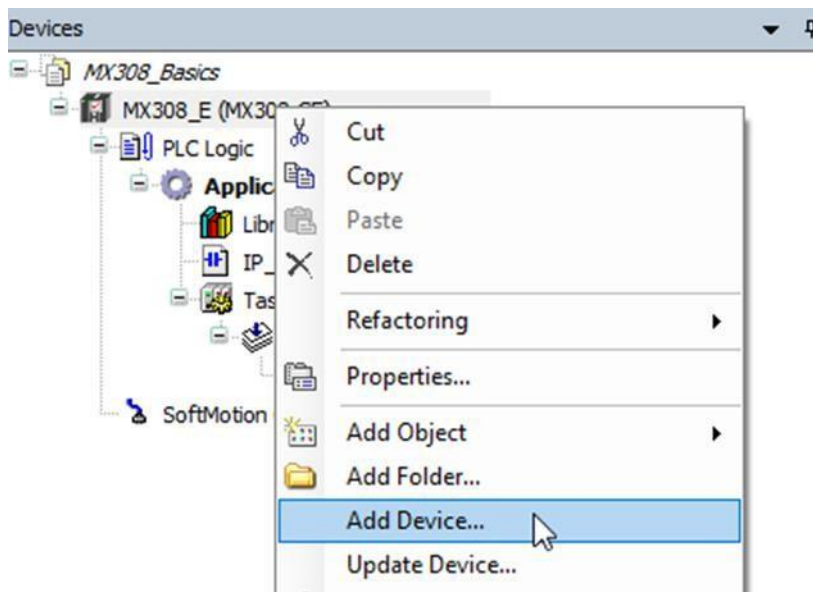 Devices
MX308_Basics
MX308_E (MX30
PLC Logic
Applic
Libr
IP_
Tas
SoftMotion
Cut
Copy
Paste
Delete
Refactoring
Properties...
Add Object
Add Folder...
Add Device...
Update Device...